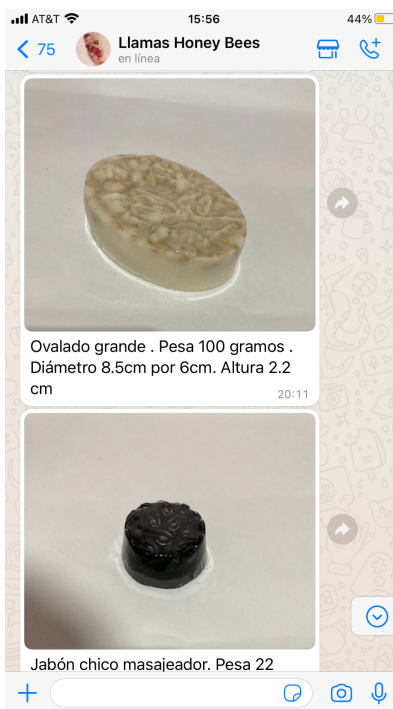 AT&T 15:56 44%
75 Llamas Honey Bees
en línea
Ovalado grande . Pesa 100 gramos .
Diámetro 8.5cm por 6cm. Altura 2.2
cm
20:11
Jabón chico masajeador. Pesa 22